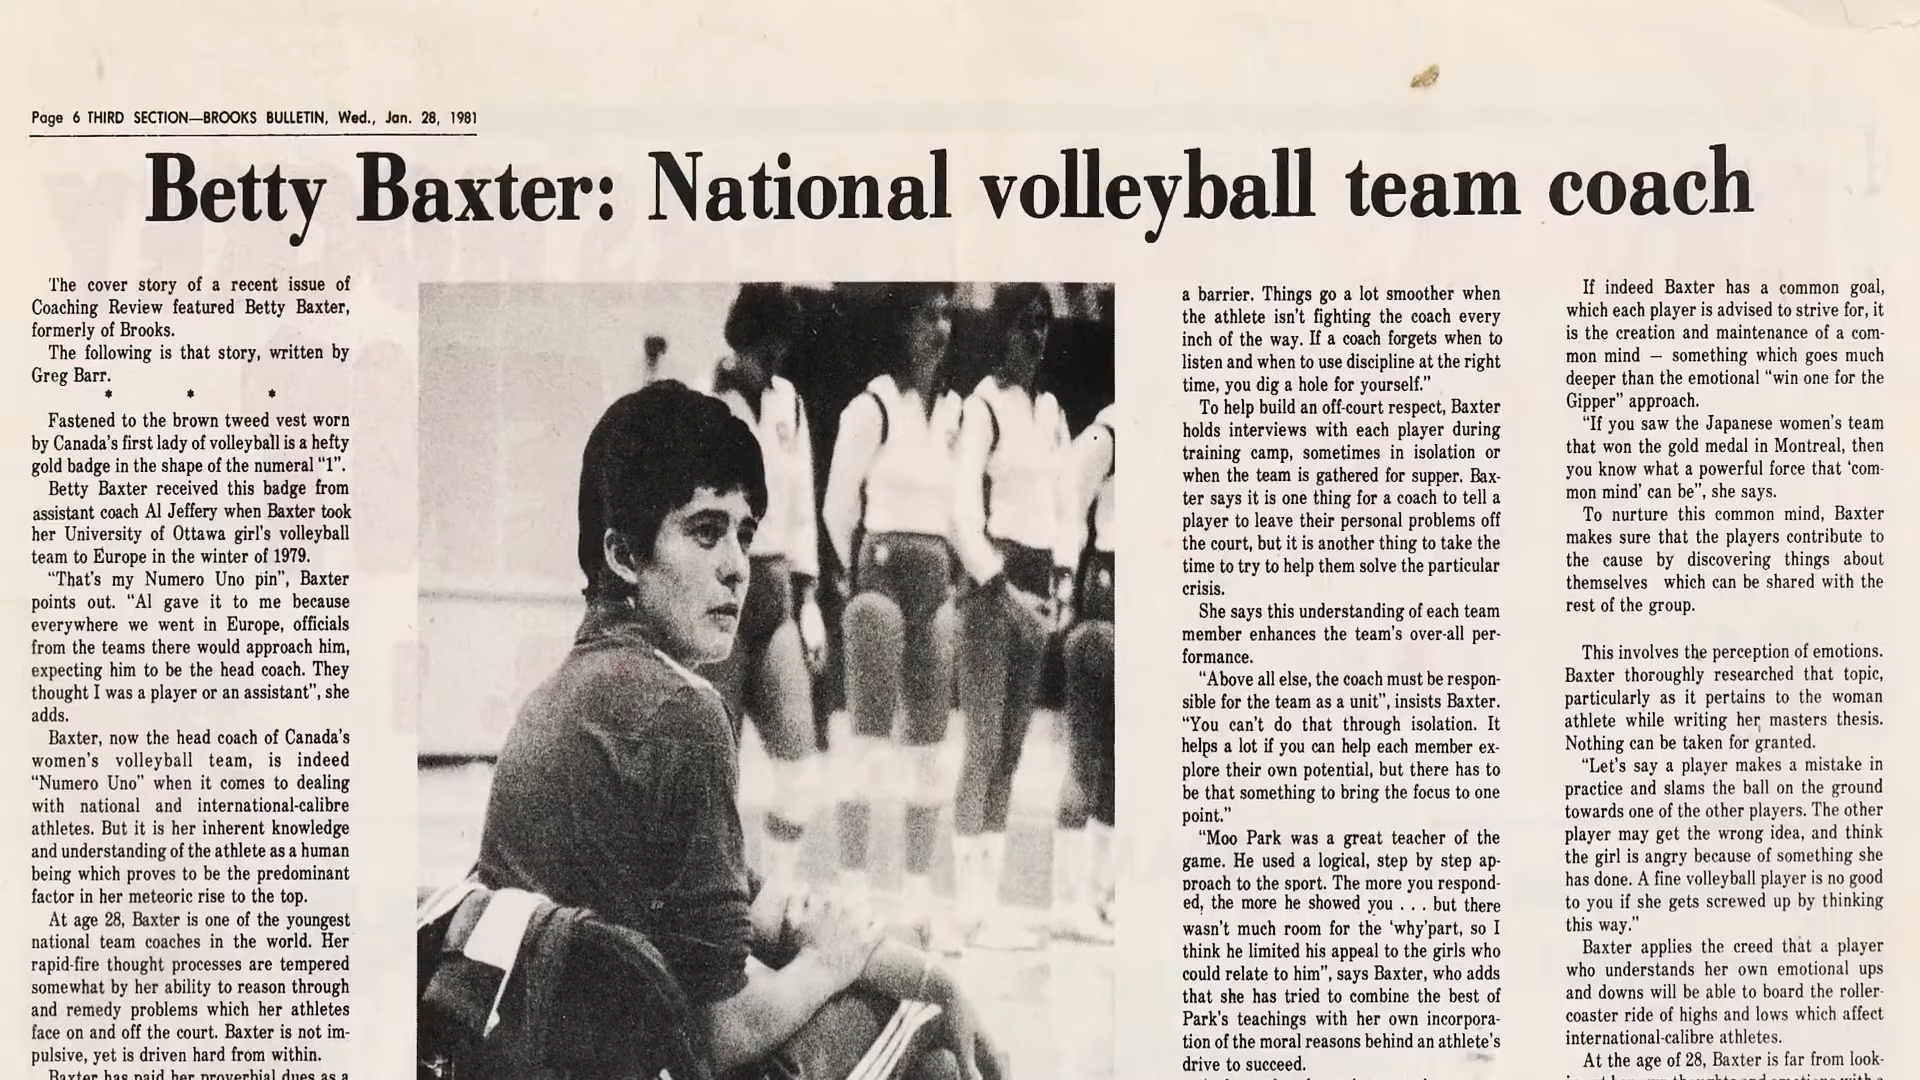 Page 6 THIRD SECTION—BROOKS BULLETIN, Wed., Jan. 28, 1981
Betty Baxter: National volleyball team coach
The cover story of a recent issue of
Coaching Review featured Betty Baxter,
formerly of Brooks.
The following is that story, written by
Greg Barr.
* * *
Fastened to the brown tweed vest worn
by Canada's first lady of volleyball is a hefty
gold badge in the shape of the numeral "1".
Betty Baxter received this badge from
assistant coach Al Jeffery when Baxter took
her University of Ottawa girl's volleyball
team to Europe in the winter of 1979.
"That's my Numero Uno pin", Baxter
points out. "Al gave it to me because
everywhere we went in Europe, officials
from the teams there would approach him,
expecting him to be the head coach. They
thought I was a player or an assistant", she
adds.
Baxter, now the head coach of Canada's
women's volleyball team, is indeed
"Numero Uno" when it comes to dealing
with national and international-calibre
athletes. But it is her inherent knowledge
and understanding of the athlete as a human
being which proves to be the predominant
factor in her meteoric rise to the top.
At age 28, Baxter is one of the youngest
national team coaches in the world. Her
rapid-fire thought processes are tempered
somewhat by her ability to reason through
and remedy problems which her athletes
face on and off the court. Baxter is not im-
pulsive, yet is driven hard from within.
Baxter has paid her proverbial dues as a
a barrier. Things go a lot smoother when
the athlete isn't fighting the coach every
inch of the way. If a coach forgets when to
listen and when to use discipline at the right
time, you dig a hole for yourself."
To help build an off-court respect, Baxter
holds interviews with each player during
training camp, sometimes in isolation or
when the team is gathered for supper. Bax-
ter says it is one thing for a coach to tell a
player to leave their personal problems off
the court, but it is another thing to take the
time to try to help them solve the particular
crisis.
She says this understanding of each team
member enhances the team's over-all per-
formance.
"Above all else, the coach must be respon-
sible for the team as a unit", insists Baxter.
"You can't do that through isolation. It
helps a lot if you can help each member ex-
plore their own potential, but there has to
be that something to bring the focus to one
point."
"Moo Park was a great teacher of the
game. He used a logical, step by step ap-
proach to the sport. The more you respond-
ed, the more he showed you . . . but there
wasn't much room for the 'why'part, so I
think he limited his appeal to the girls who
could relate to him", says Baxter, who adds
that she has tried to combine the best of
Park's teachings with her own incorpora-
tion of the moral reasons behind an athlete's
drive to succeed.
If indeed Baxter has a common goal,
which each player is advised to strive for, it
is the creation and maintenance of a com-
mon mind — something which goes much
deeper than the emotional "win one for the
Gipper" approach.
"If you saw the Japanese women's team
that won the gold medal in Montreal, then
you know what a powerful force that 'com-
mon mind' can be", she says.
To nurture this common mind, Baxter
makes sure that the players contribute to
the cause by discovering things about
themselves which can be shared with the
rest of the group.
This involves the perception of emotions.
Baxter thoroughly researched that topic,
particularly as it pertains to the woman
athlete while writing her masters thesis.
Nothing can be taken for granted.
"Let's say a player makes a mistake in
practice and slams the ball on the ground
towards one of the other players. The other
player may get the wrong idea, and think
the girl is angry because of something she
has done. A fine volleyball player is no good
to you if she gets screwed up by thinking
this way."
Baxter applies the creed that a player
who understands her own emotional ups
and downs will be able to board the roller-
coaster ride of highs and lows which affect
international-calibre athletes.
At the age of 28, Baxter is far from look-